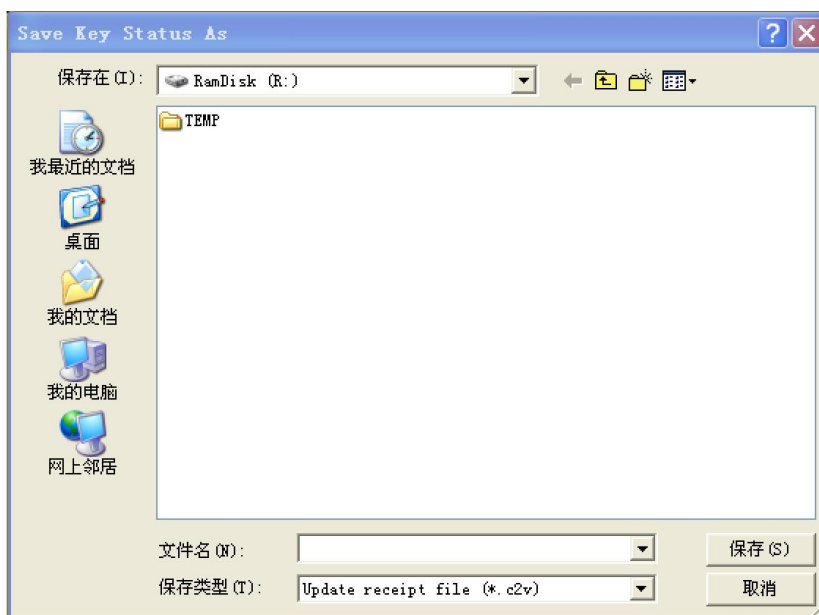 Save Key Status As
保存在(I):
RamDisk (R:)
TEMP
我最近的文档
桌面
我的文档
我的电脑
网上邻居
文件名(N):
保存(S)
保存类型(T):
Update receipt file (*.c2v)
取消